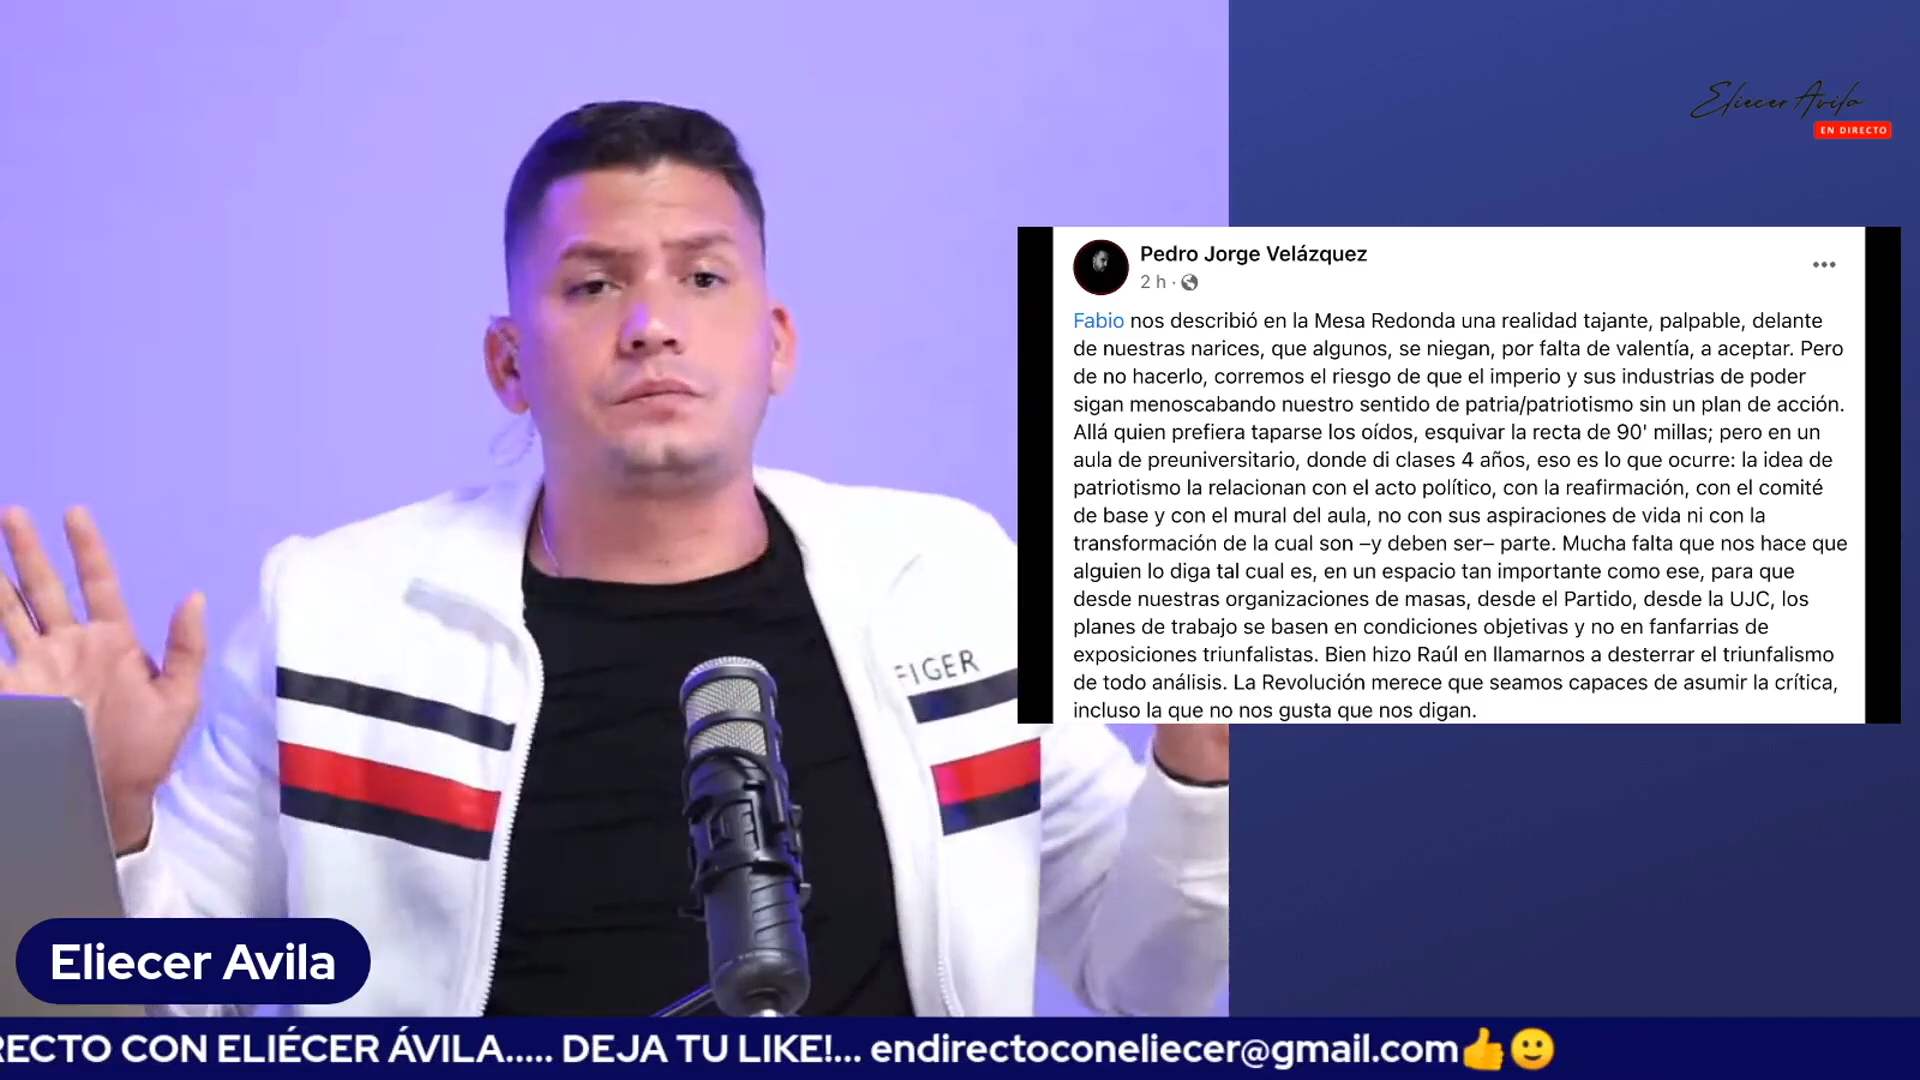 Eliecer Avila
EN DIRECTO
Pedro Jorge Velázquez
2 h ·
Fabio nos describió en la Mesa Redonda una realidad tajante, palpable, delante
de nuestras narices, que algunos, se niegan, por falta de valentía, a aceptar. Pero
de no hacerlo, corremos el riesgo de que el imperio y sus industrias de poder
sigan menoscabando nuestro sentido de patria/patriotismo sin un plan de acción.
Allá quien prefiera taparse los oídos, esquivar la recta de 90' millas; pero en un
aula de preuniversitario, donde di clases 4 años, eso es lo que ocurre: la idea de
patriotismo la relacionan con el acto político, con la reafirmación, con el comité
de base y con el mural del aula, no con sus aspiraciones de vida ni con la
transformación de la cual son –y deben ser– parte. Mucha falta que nos hace que
alguien lo diga tal cual es, en un espacio tan importante como ese, para que
desde nuestras organizaciones de masas, desde el Partido, desde la UJC, los
planes de trabajo se basen en condiciones objetivas y no en fanfarrias de
exposiciones triunfalistas. Bien hizo Raúl en llamarnos a desterrar el triunfalismo
de todo análisis. La Revolución merece que seamos capaces de asumir la crítica,
incluso la que no nos gusta que nos digan.
FIGER
Eliecer Avila
RECTO CON ELIÉCER ÁVILA..... DEJA TU LIKE!... endirectoconeliecer@gmail.com👍🙂